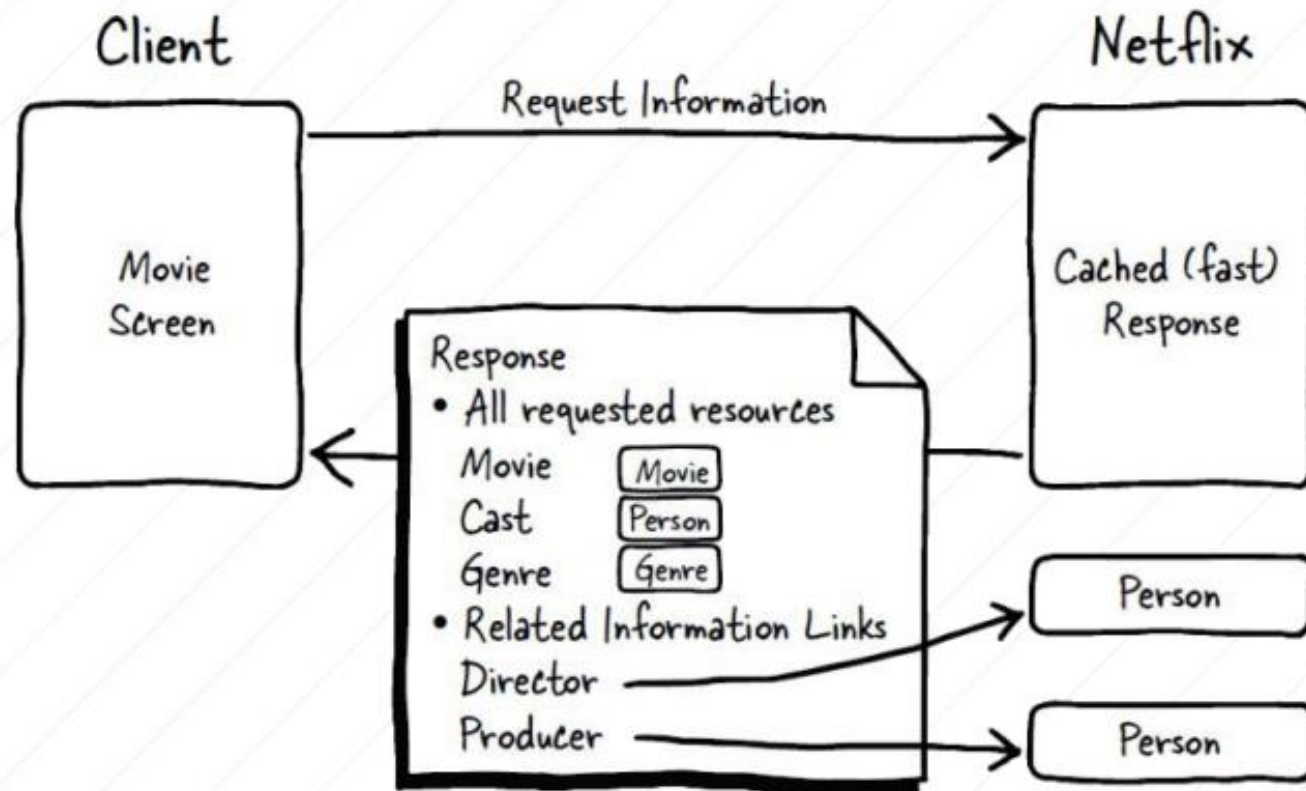 Client
Netflix
Request Information
Movie
Screen
Cached (fast)
Response
Response
• All requested resources
Movie Movie
Cast Person
Genre Genre
• Related Information Links
Director
Producer
Person
Person